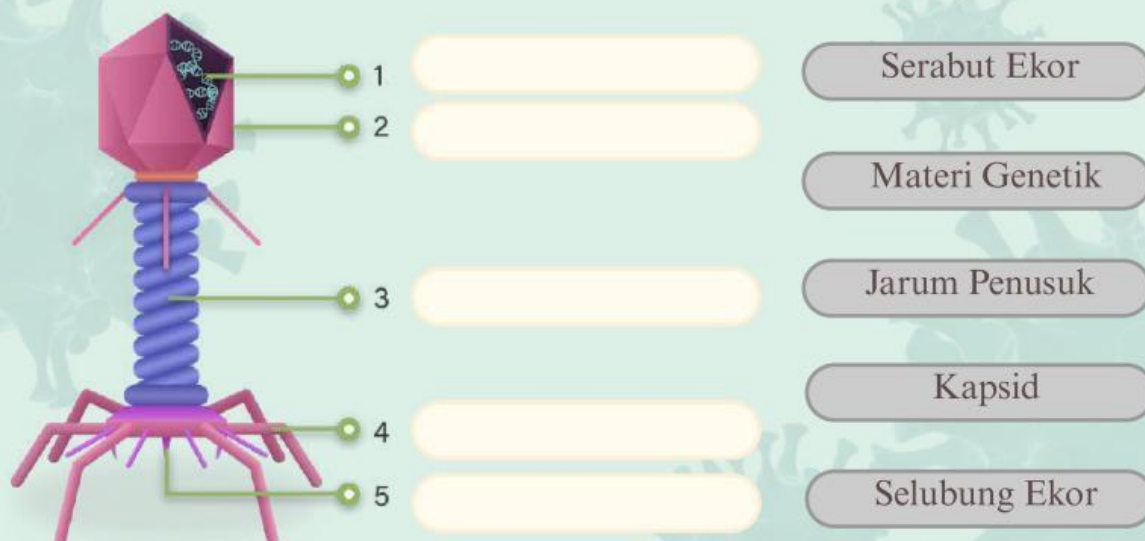 1
Serabut Ekor
2
Materi Genetik
3
Jarum Penusuk
4
Kapsid
5
Selubung Ekor